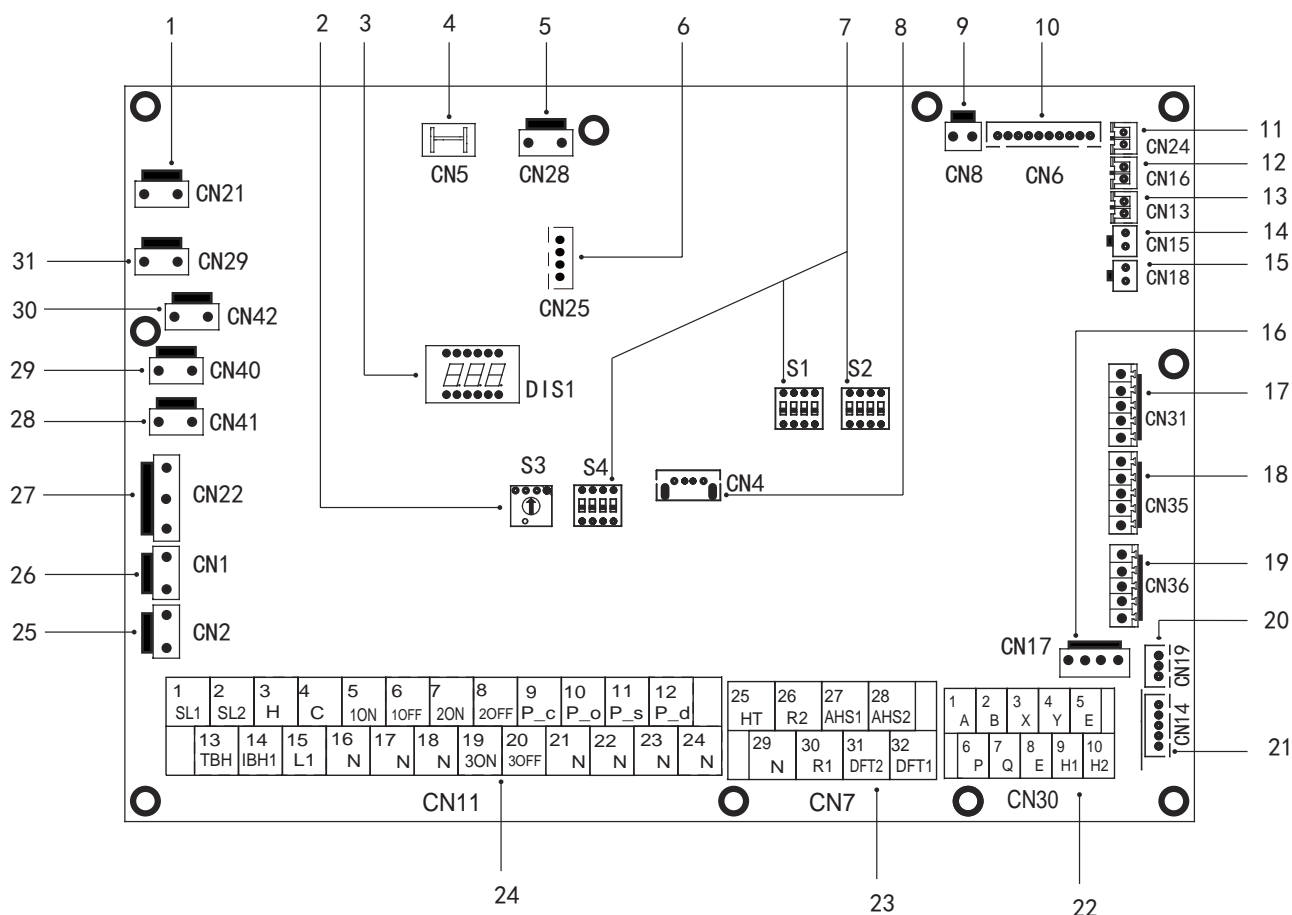 1 2 3 4 5 6 7 8 9 10
11
CN24
12
CN5 CN28 CN8 CN6 CN16
13
CN21 CN13
14
CN15
15
31 CN29 CN18
CN25
30 CN42
16
29 CN40 S1 S2
DIS1
17
28 CN41 CN31
S3 S4
18
27 CN22 CN4
CN35
26 CN1 19
CN36
25 CN2 20
CN17 CN19
1 2 3 4 5 6 7 8 9 10 11 12
SL1 SL2 H C 1ON 1OFF 2ON 2OFF P_c P_o P_s P_d
13 14 15 16 17 18 19 20 21 22 23 24
TBH IBH1 L1 N N N 3ON 3OFF N N N N
25 26 27 28
HT R2 AHS1 AHS2
29 30 31 32
N R1 DFT2 DFT1
1 2 3 4 5
A B X Y E
6 7 8 9 10
P Q E H1 H2
CN14
21
CN11 CN7 CN30
24 23 22